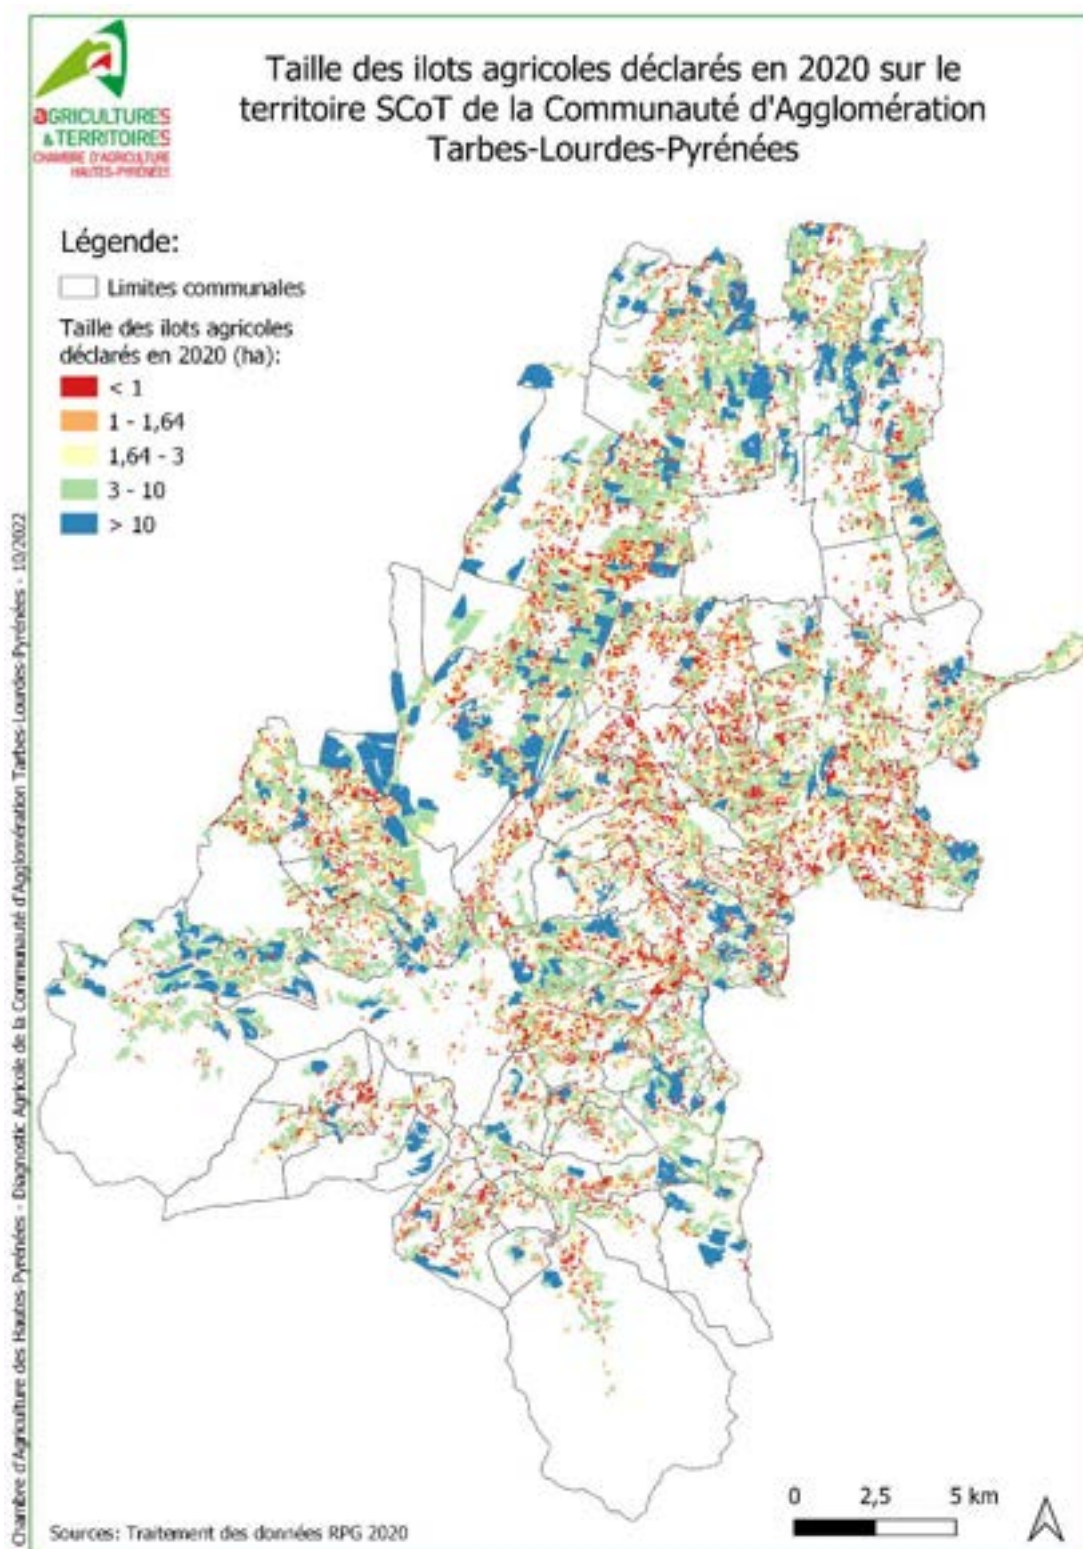 aGRICULTURES
& TERRITOIRES
CHAMBRE D'AGRICULTURE
HAUTES-PYRÉNÉES
Taille des ilots agricoles déclarés en 2020 sur le
territoire SCoT de la Communauté d'Agglomération
Tarbes-Lourdes-Pyrénées
Légende:
Limites communales
Taille des ilots agricoles
déclarés en 2020 (ha):
< 1
1 - 1,64
1,64 - 3
3 - 10
> 10
Chambre d'Agriculture des Hautes-Pyrénées - Diagnostic Agricole de la Communauté d'Agglomération Tarbes-Lourdes-Pyrénées - 10/2022
0 2,5 5 km
Sources: Traitement des données RPG 2020